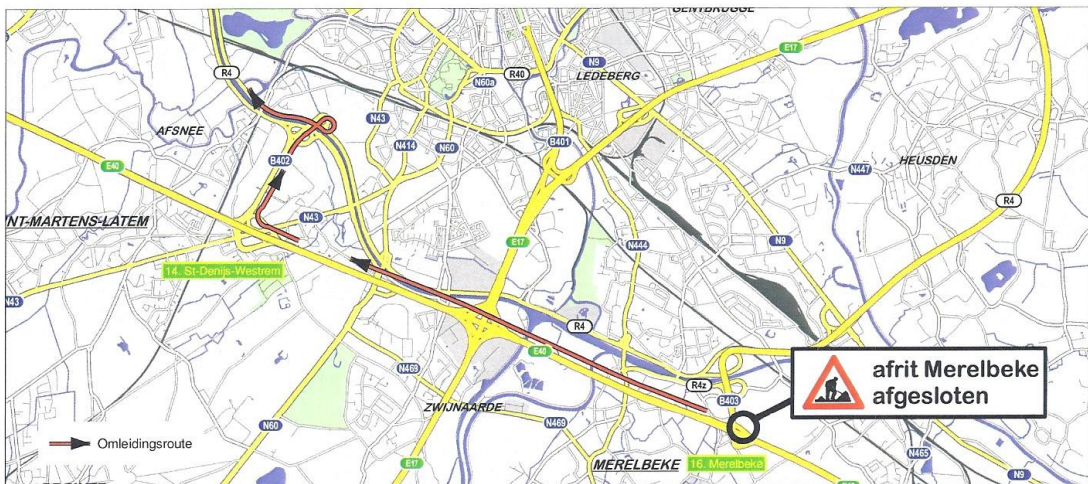 GENTBRUGGE
E17
N9
R40
LEDEBERG
N60a
R4
N43
AFSNEE
B401
N414
N60
B402
E40
N447
HEUSDEN
NT-MARTENS-LATEM
N43
R4
N9
E17
N444
14. St-Denijs-Westrem
N43
R4
E40
N469
R4z
B403
afrit Merelbeke
afgesloten
ZWIJNAARDE
N60
N469
Omleidingsroute
N465
E17
MERELBEKE
16. Merelbeke
N9